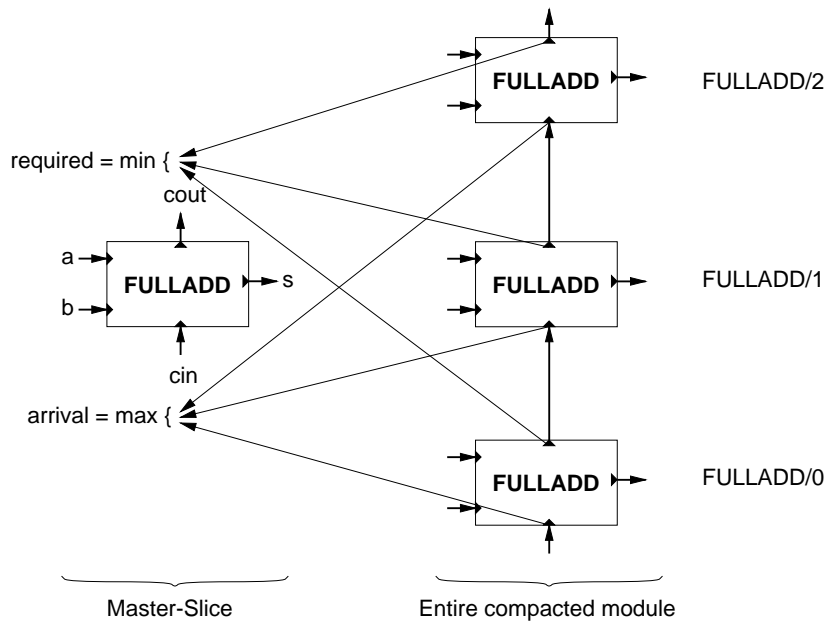 FULLADD
FULLADD/2
required = min {
cout
a
FULLADD
s
b
cin
FULLADD
FULLADD/1
arrival = max {
FULLADD
FULLADD/0
Master-Slice
Entire compacted module